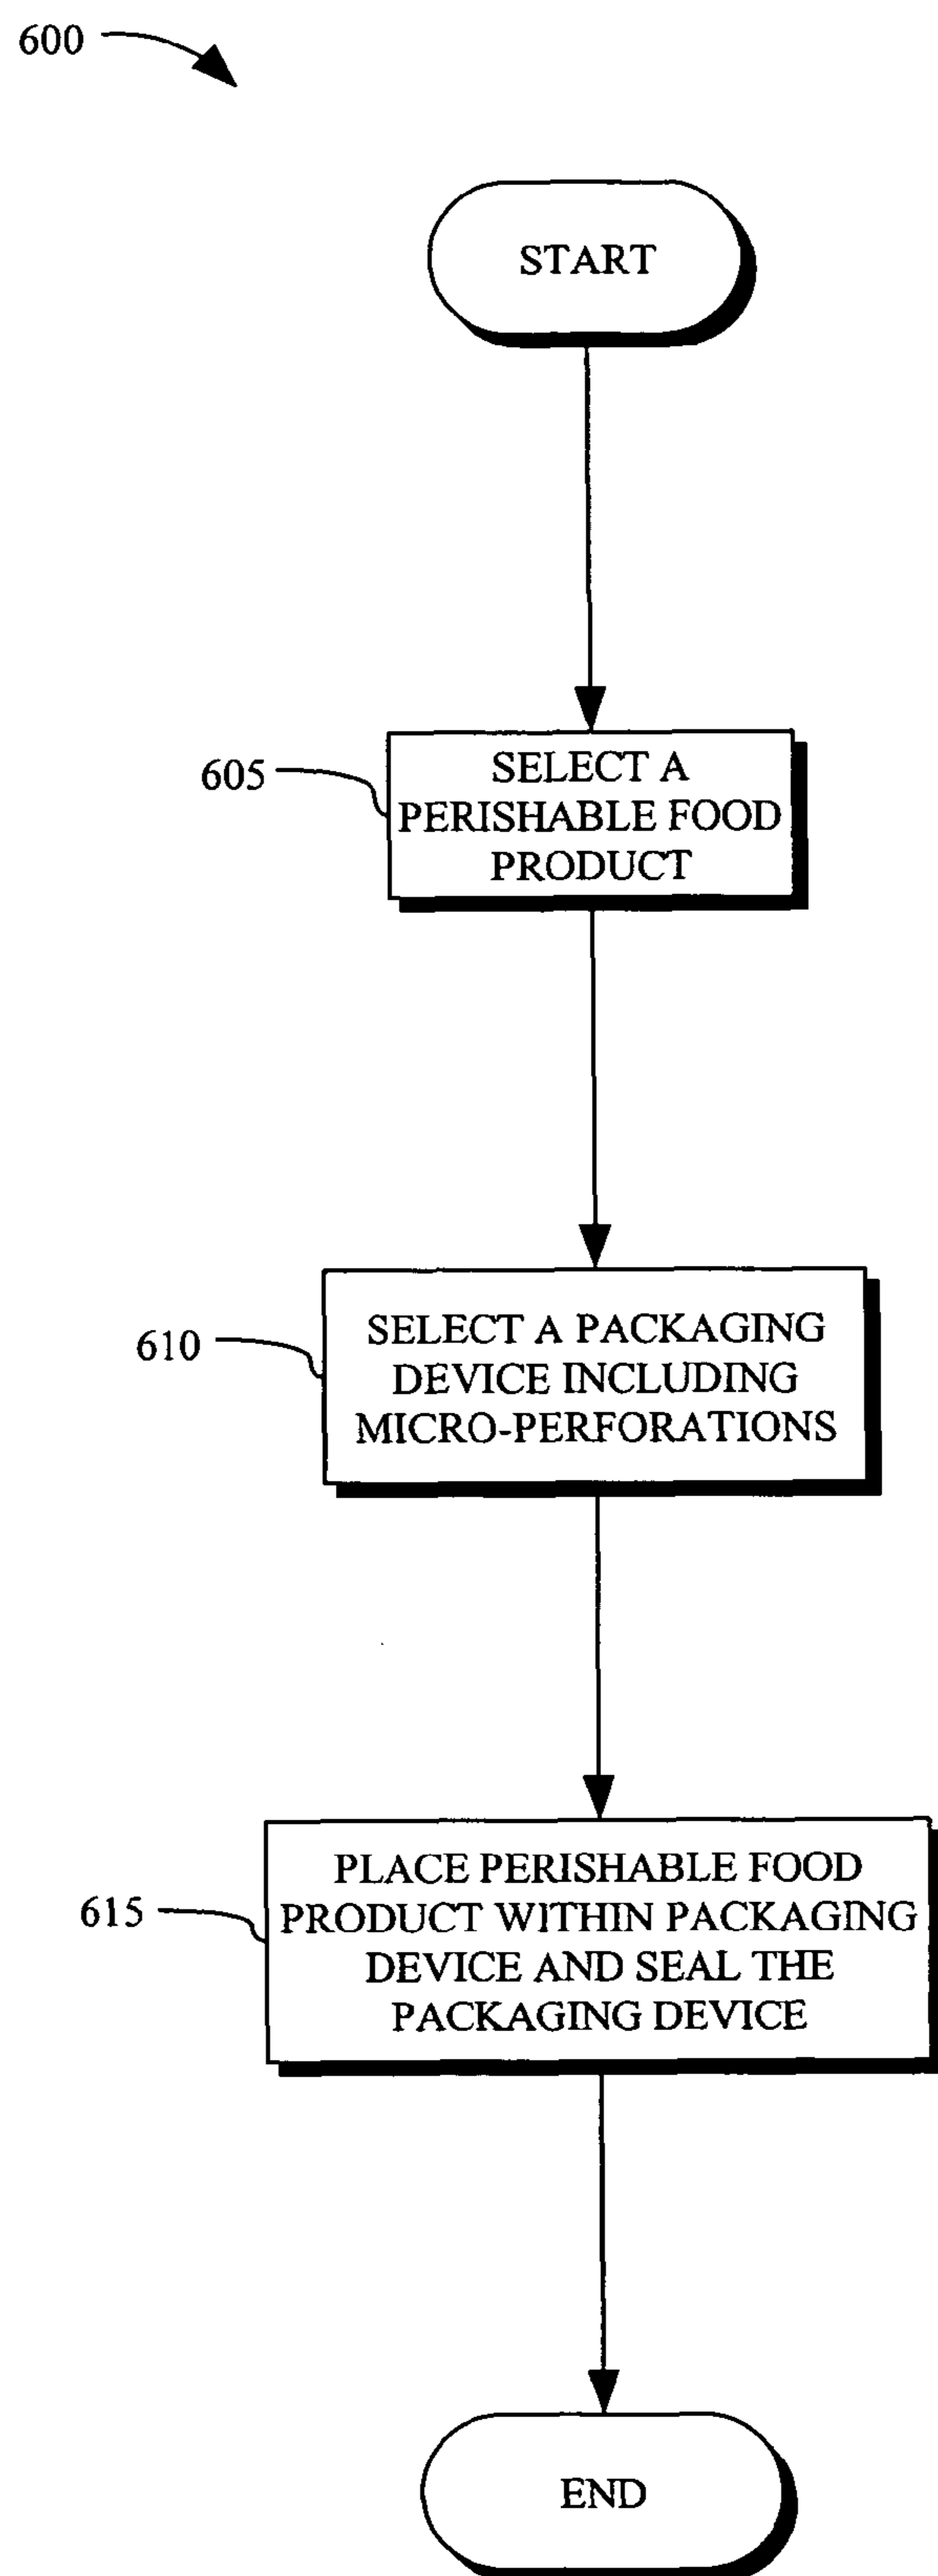 600
START
605
SELECT A
PERISHABLE FOOD
PRODUCT
610
SELECT A PACKAGING
DEVICE INCLUDING
MICRO-PERFORATIONS
615
PLACE PERISHABLE FOOD
PRODUCT WITHIN PACKAGING
DEVICE AND SEAL THE
PACKAGING DEVICE
END